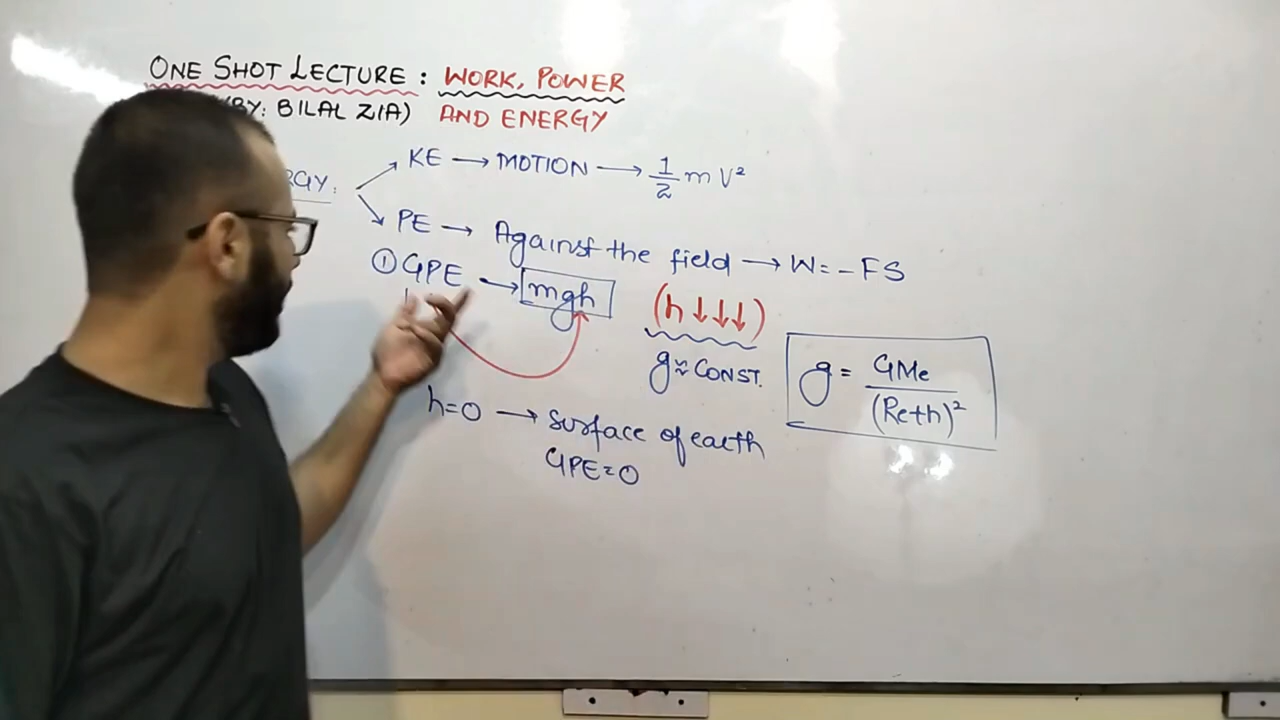 ONE SHOT LECTURE : WORK, POWER
(BY: BILAL ZIA) AND ENERGY
KE → MOTION → 1/2 m V²
PE → Against the field → W = - FS
① GPE → mgh (h ↓↓↓)
g ≈ CONST.
g = GMe / (Re+h)²
h=0 → Surface of earth
GPE = 0